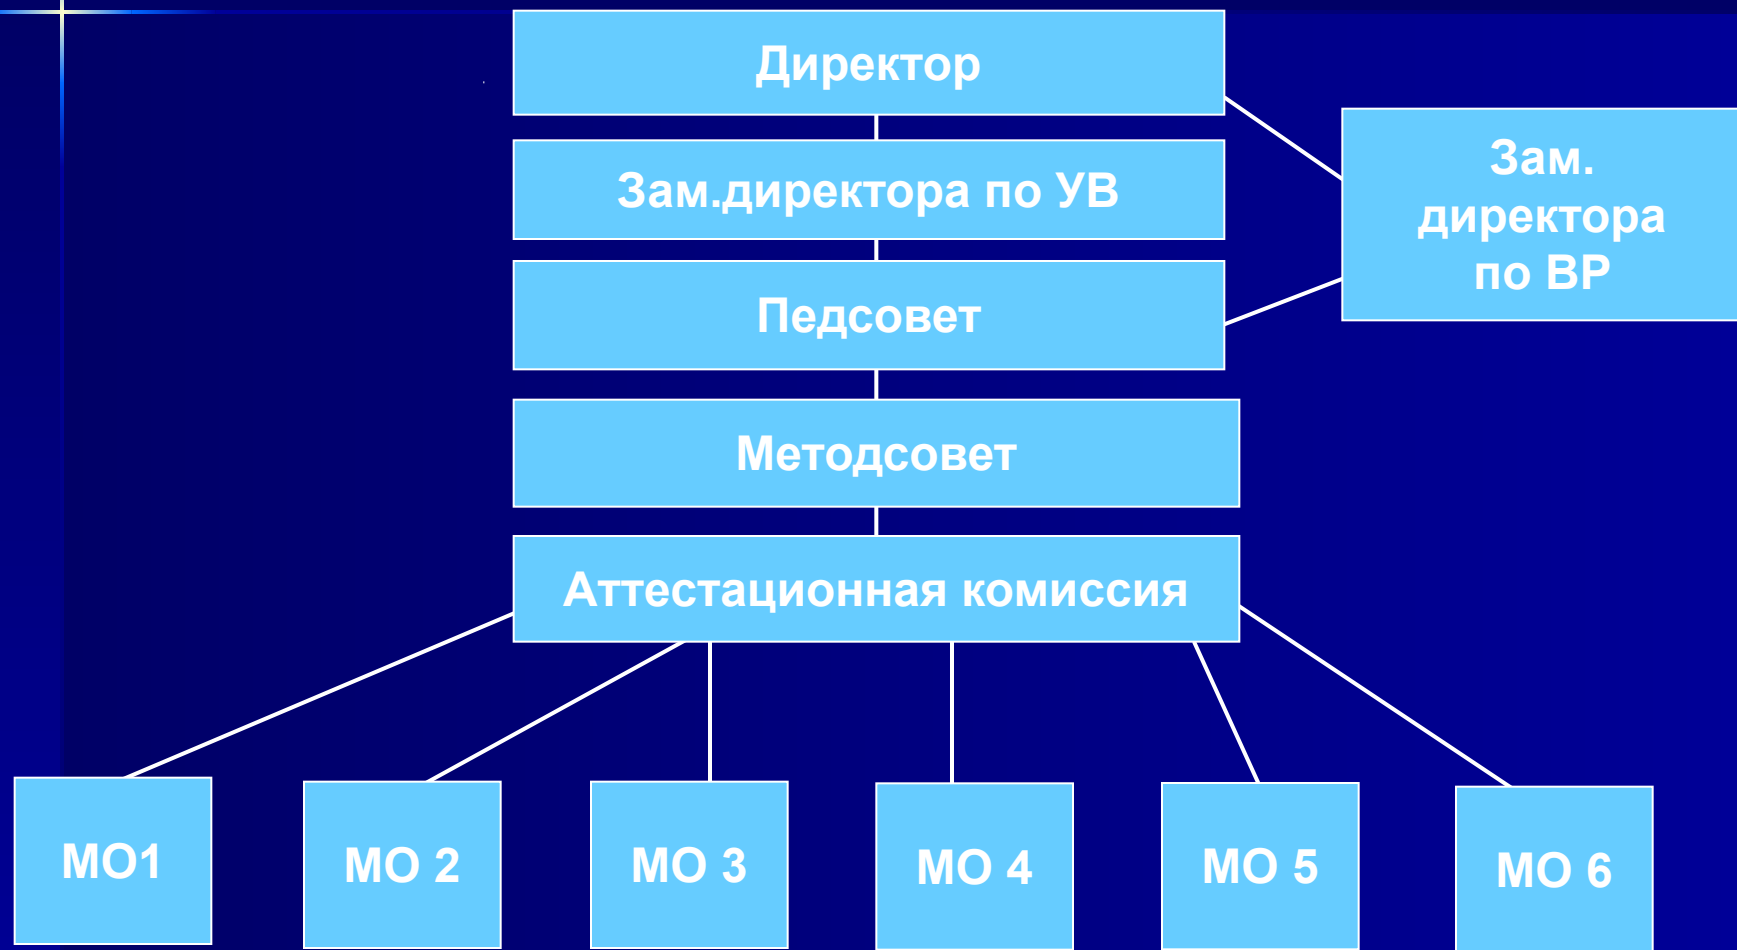 Директор
Зам.директора по УВ
Зам.
директора
по ВР
Педсовет
Методсовет
Аттестационная комиссия
МО1
МО 2
МО 3
МО 4
МО 5
МО 6